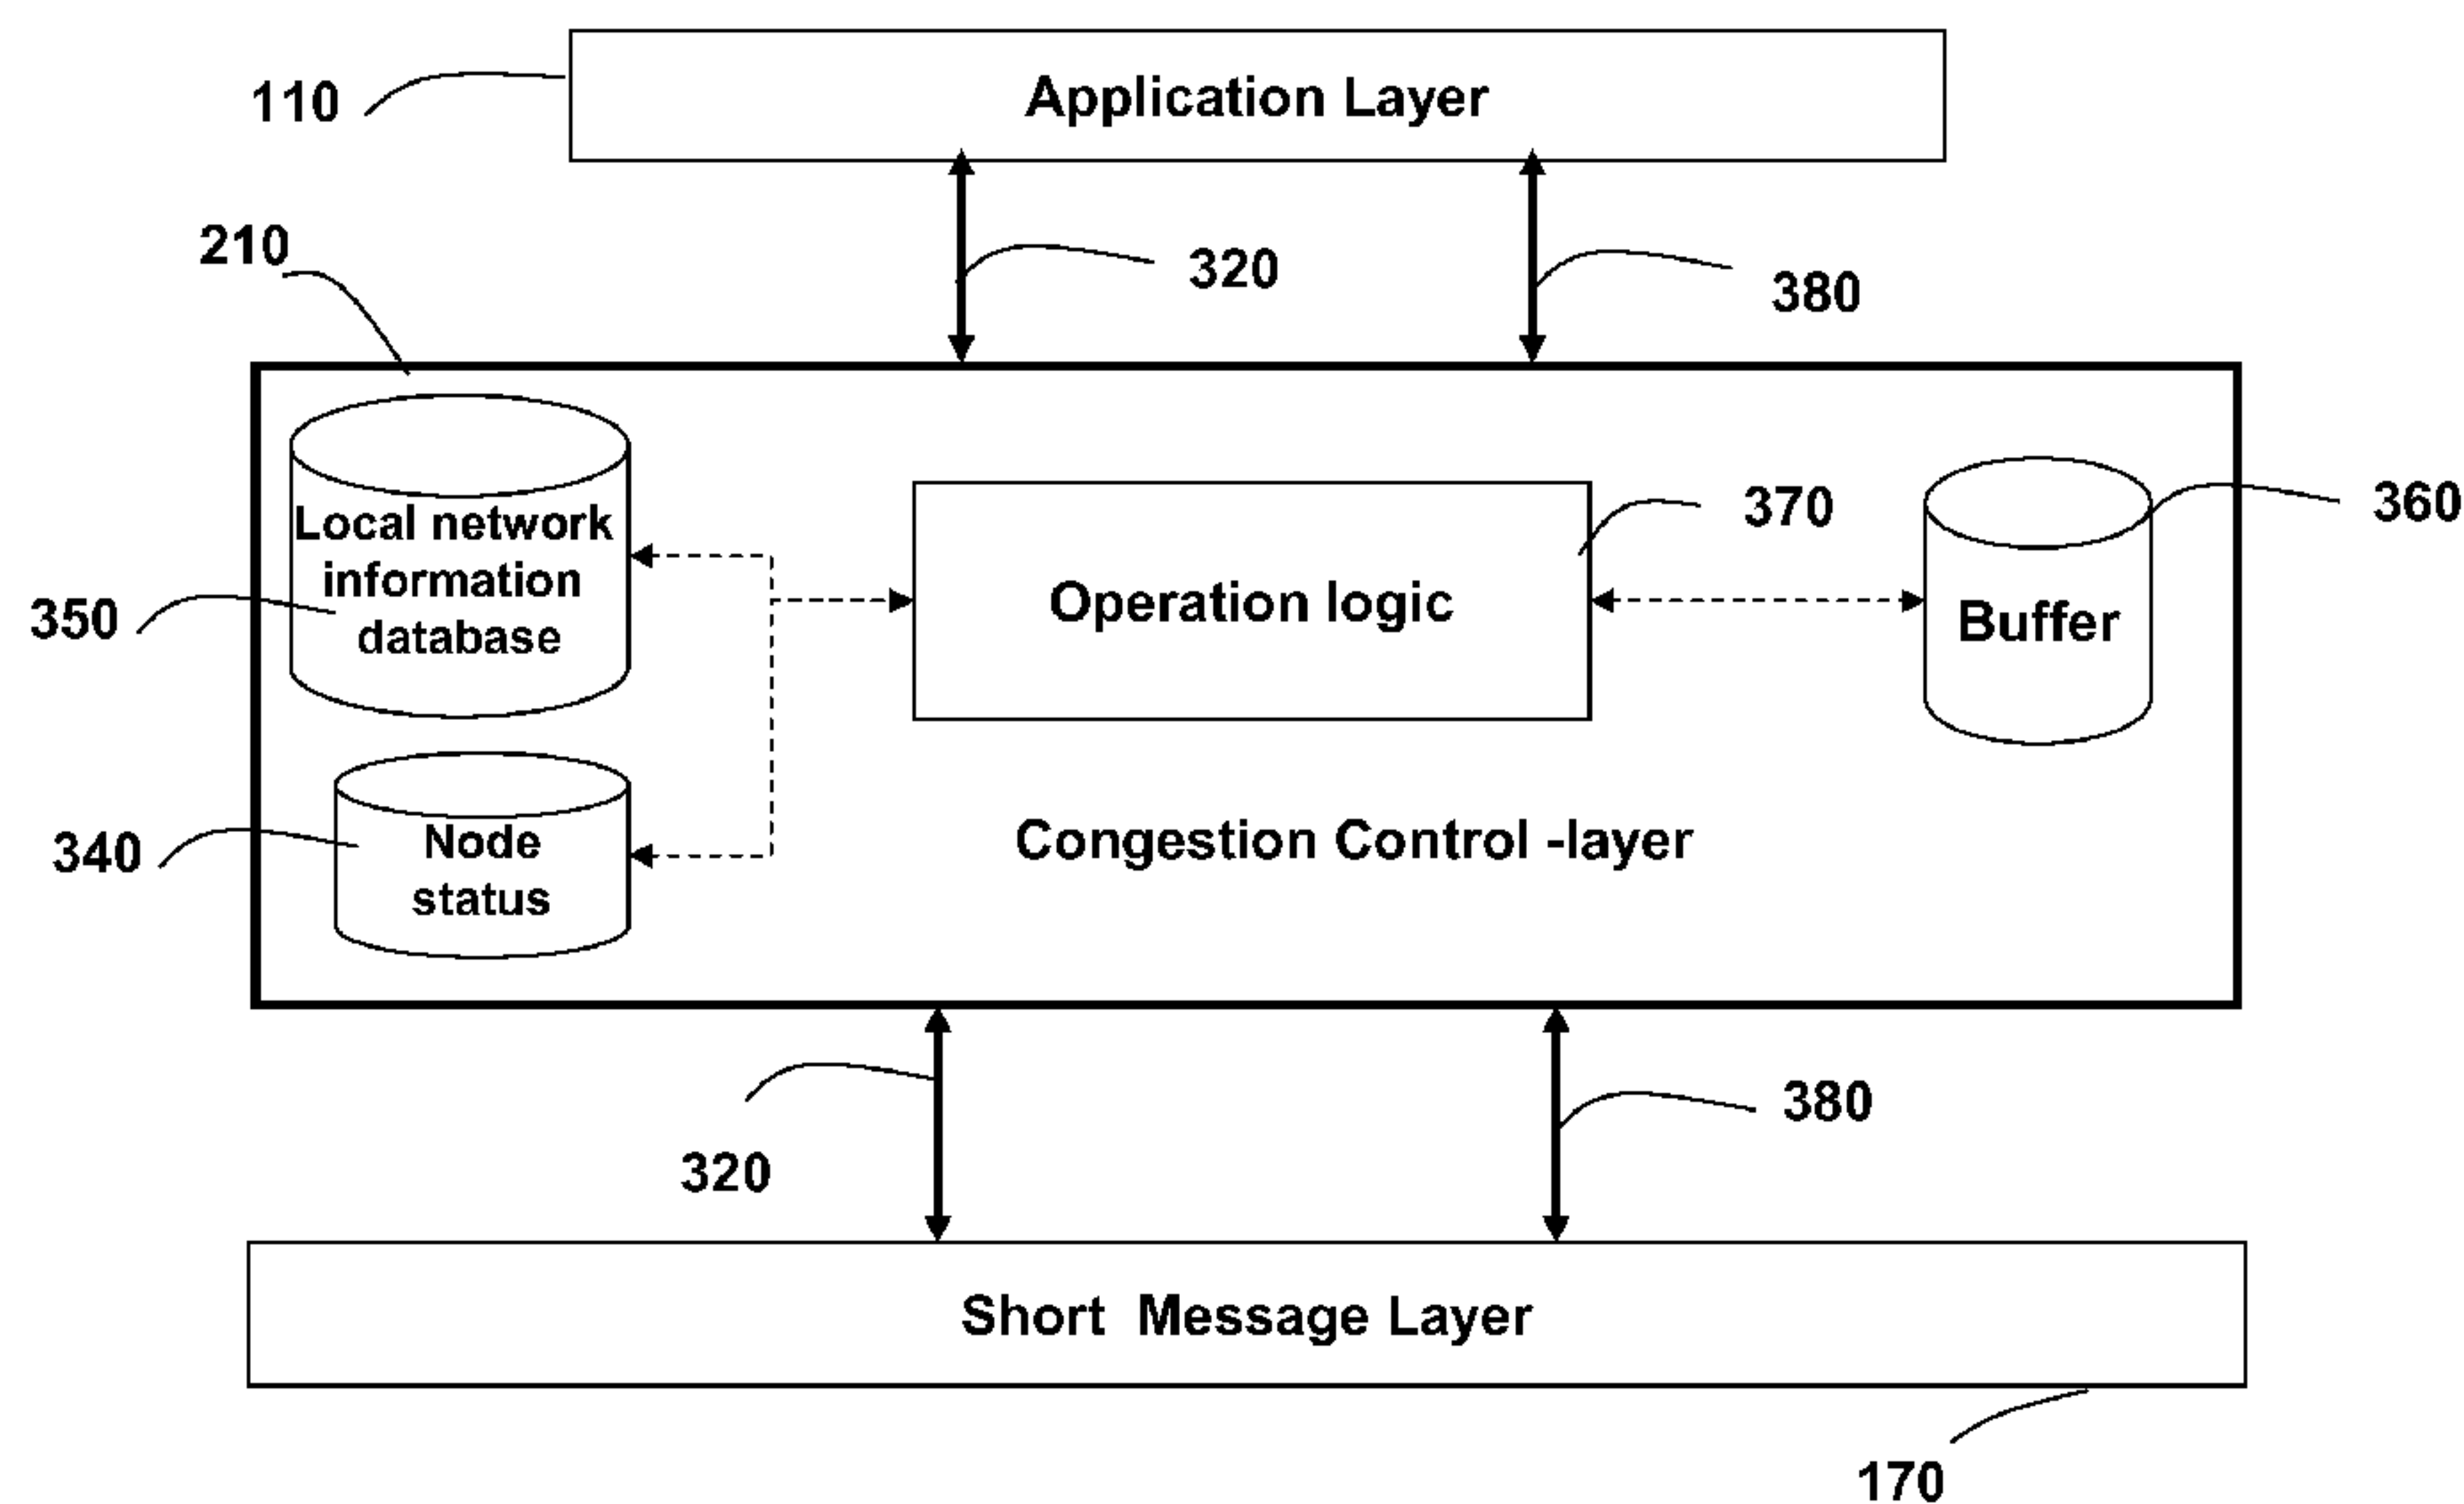 Application Layer
110
210
320
380
Local network
information
database
350
Operation logic
370
Buffer
360
Node
status
340
Congestion Control -layer
320
380
Short Message Layer
170